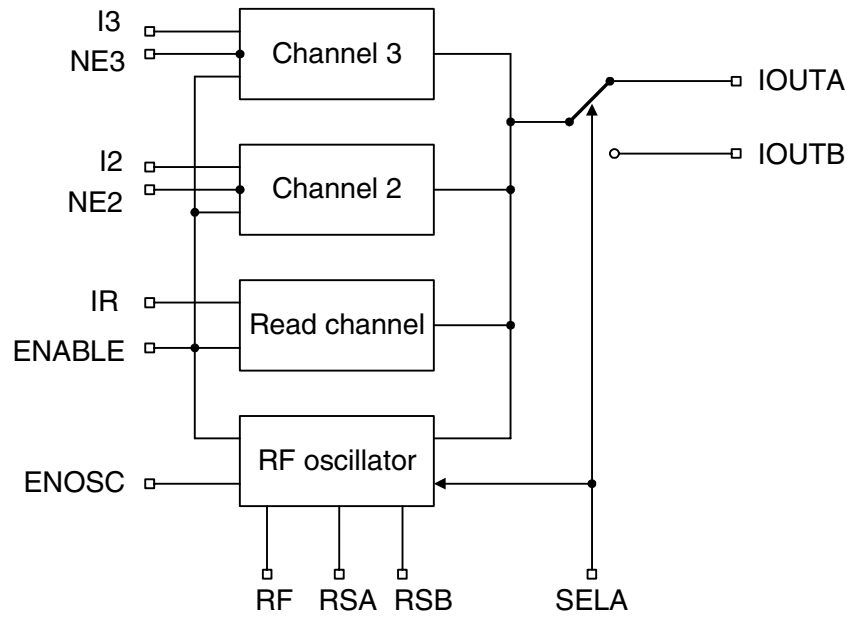 I3
NE3
Channel 3
IOUTA
IOUTB
I2
NE2
Channel 2
IR
ENABLE
Read channel
ENOSC
RF oscillator
RF RSA RSB SELA